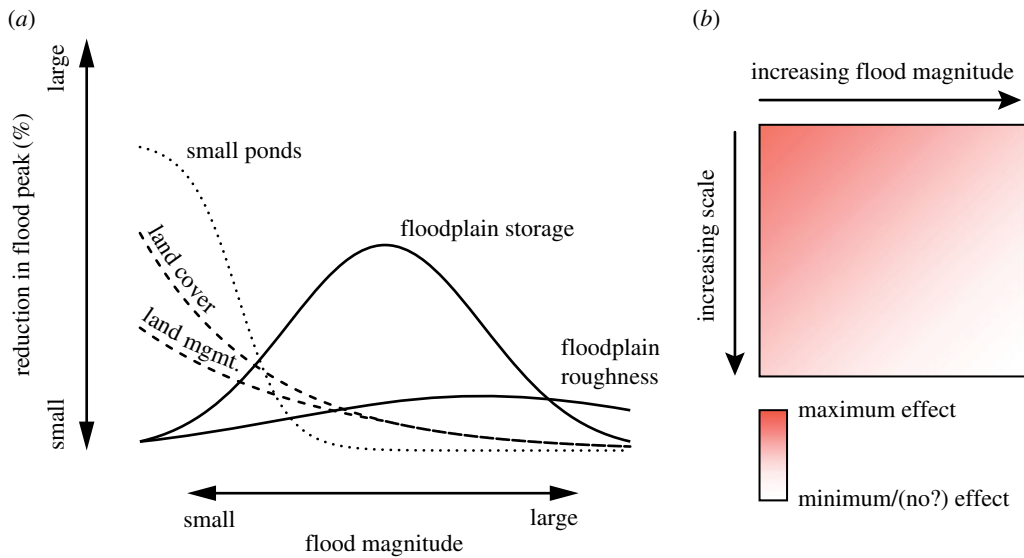 (a)
large
reduction in flood peak (%)
small
small ponds
land cover
land mgmt.
floodplain storage
floodplain
roughness
small
large
flood magnitude
(b)
increasing flood magnitude
increasing scale
maximum effect
minimum/(no?) effect